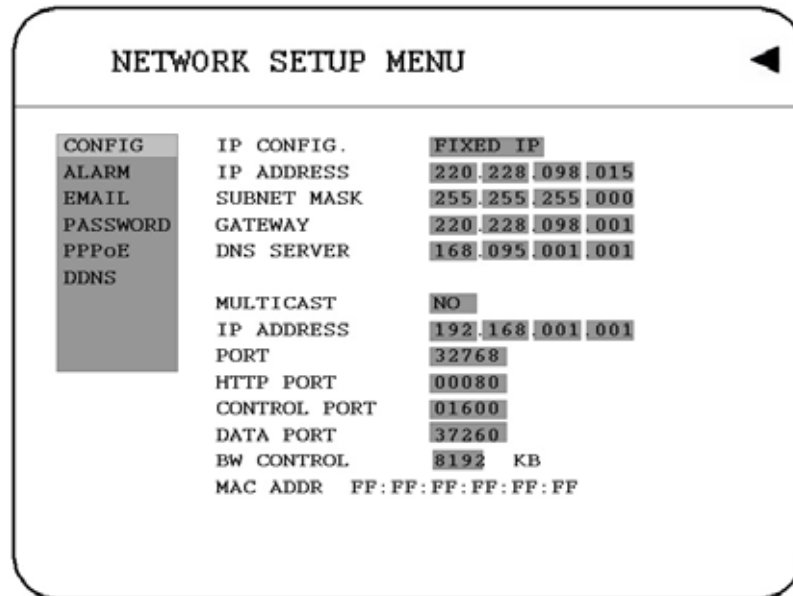 NETWORK SETUP MENU
CONFIG
ALARM
EMAIL
PASSWORD
PPPoE
DDNS
IP CONFIG. FIXED IP
IP ADDRESS 220.228.098.015
SUBNET MASK 255.255.255.000
GATEWAY 220.228.098.001
DNS SERVER 168.095.001.001
MULTICAST NO
IP ADDRESS 192.168.001.001
PORT 32768
HTTP PORT 00080
CONTROL PORT 01600
DATA PORT 37260
BW CONTROL 8192 KB
MAC ADDR FF:FF:FF:FF:FF:FF